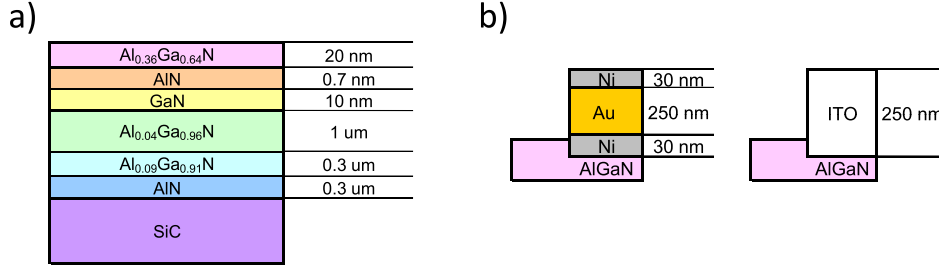 a)
Al0.36Ga0.64N 20 nm
AlN 0.7 nm
GaN 10 nm
Al0.04Ga0.96N 1 um
Al0.09Ga0.91N 0.3 um
AlN 0.3 um
SiC
b)
Ni 30 nm
Au 250 nm
Ni 30 nm
AlGaN
ITO 250 nm
AlGaN